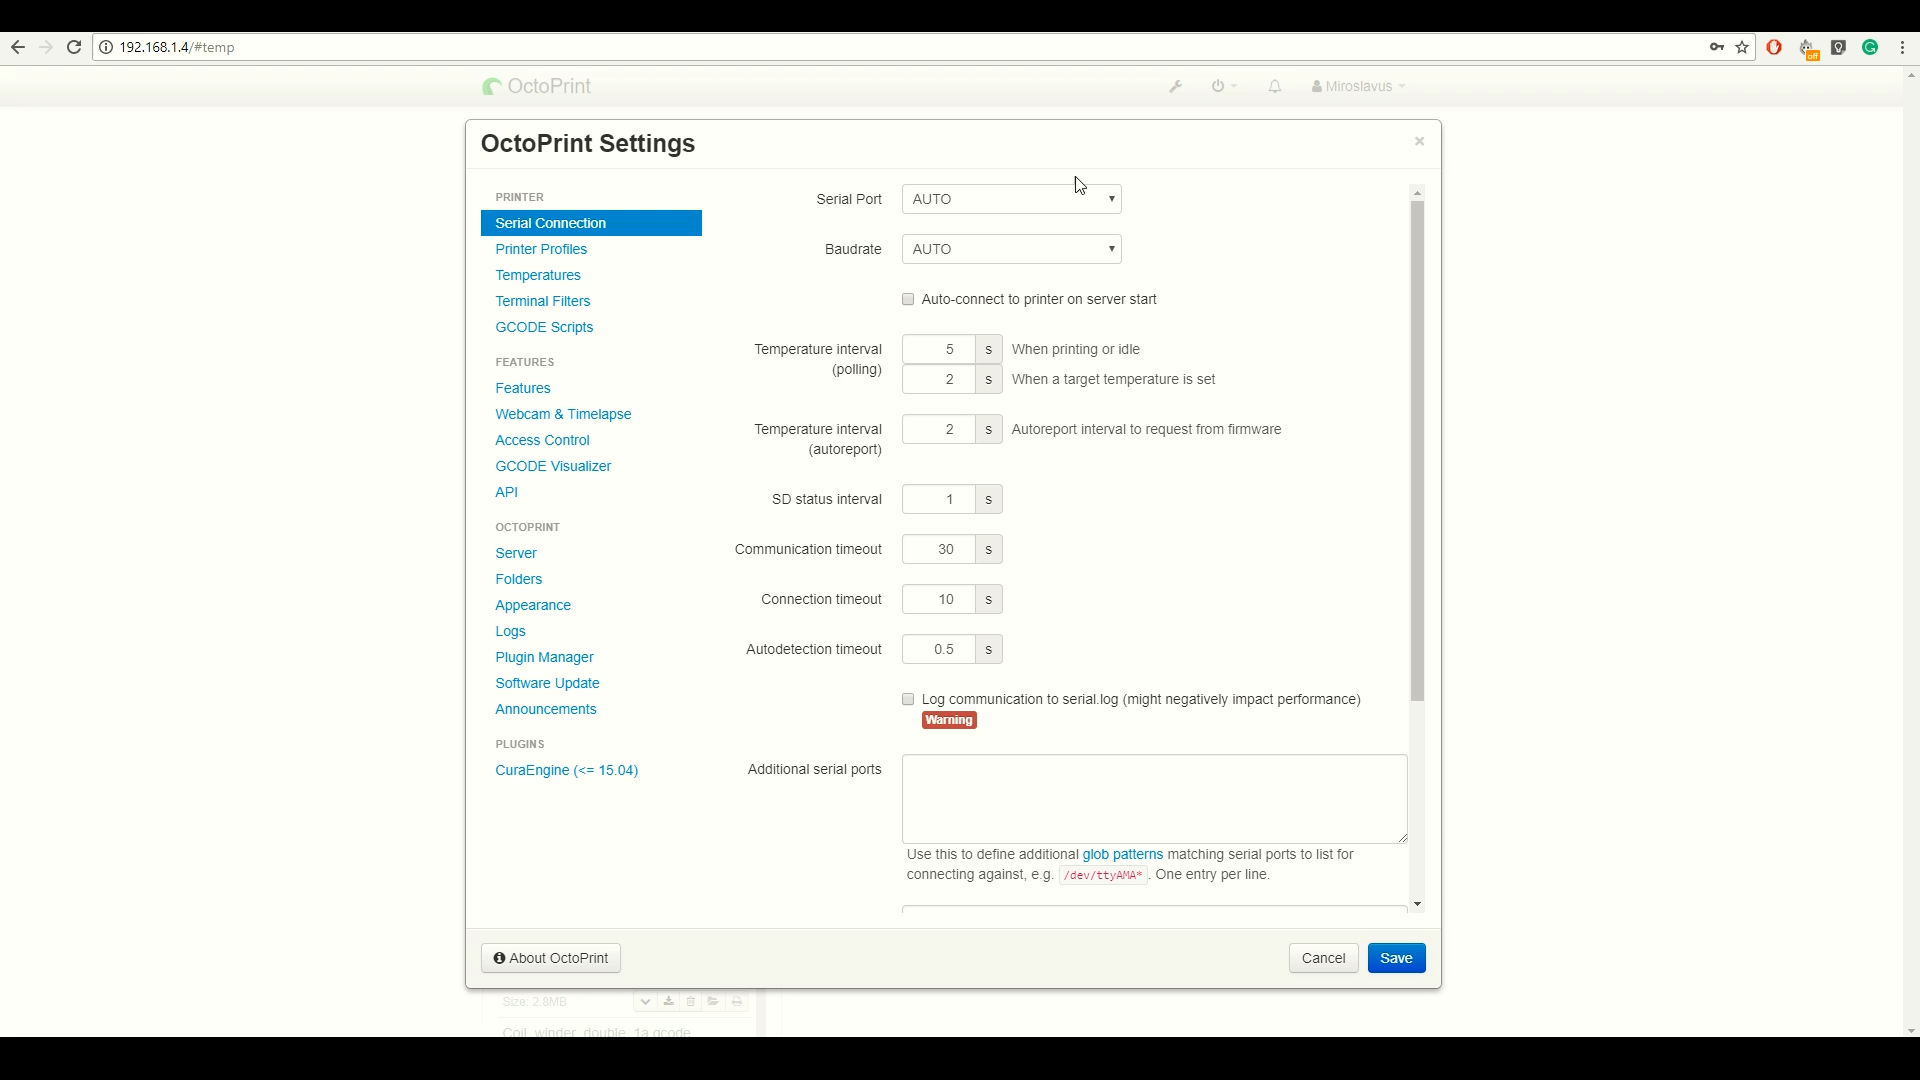 192.168.1.4/#temp
off
OctoPrint
Miroslavus
OctoPrint Settings
×
PRINTER
Serial Connection
Printer Profiles
Temperatures
Terminal Filters
GCODE Scripts
FEATURES
Features
Webcam & Timelapse
Access Control
GCODE Visualizer
API
OCTOPRINT
Server
Folders
Appearance
Logs
Plugin Manager
Software Update
Announcements
PLUGINS
CuraEngine (<= 15.04)
Serial Port AUTO
Baudrate AUTO
Auto-connect to printer on server start
Temperature interval 5 s When printing or idle
(polling) 2 s When a target temperature is set
Temperature interval 2 s Autoreport interval to request from firmware
(autoreport)
SD status interval 1 s
Communication timeout 30 s
Connection timeout 10 s
Autodetection timeout 0.5 s
Log communication to serial.log (might negatively impact performance)
Warning
Additional serial ports
Use this to define additional glob patterns matching serial ports to list for
connecting against, e.g. /dev/ttyAMA* . One entry per line.
About OctoPrint
Cancel
Save
Size: 2.8MB
Coil_winder_double_1a.gcode